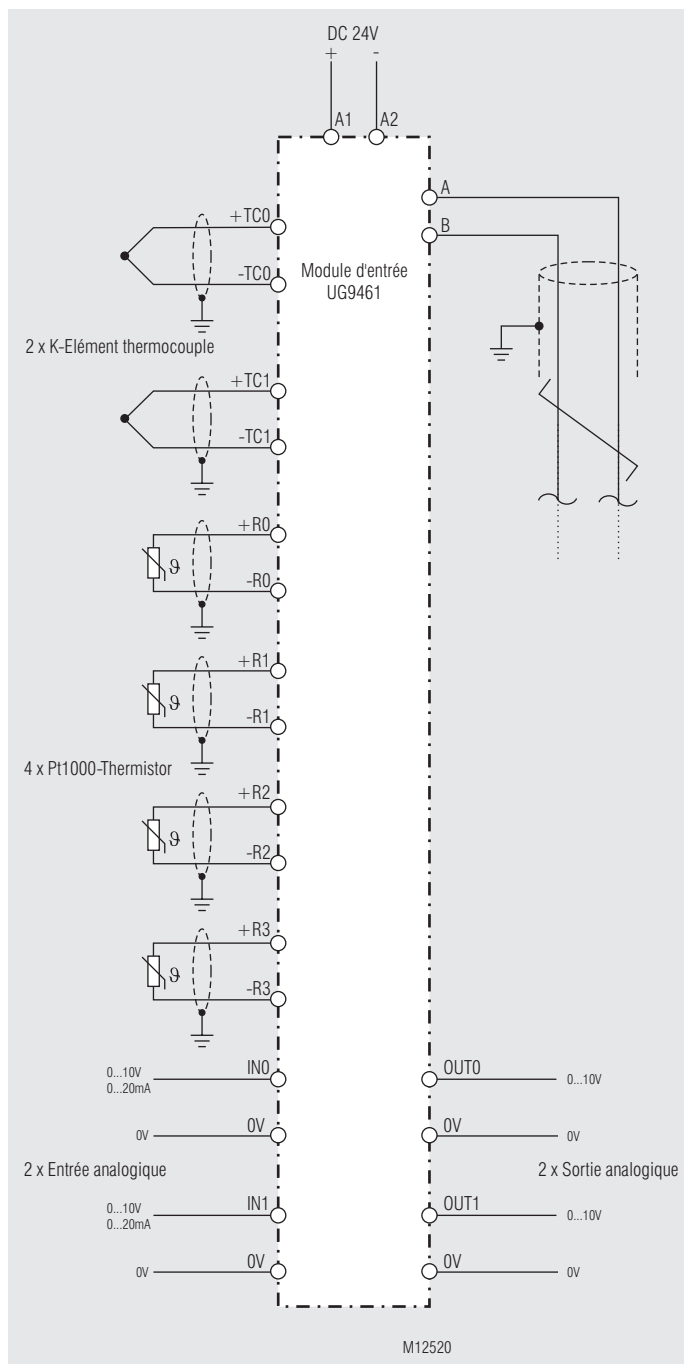 DC 24V
+ -
A1 A2
A
B
+TC0
-TC0
Module d'entrée
UG9461
2 x K-Elément thermocouple
+TC1
-TC1
+R0
ϑ
-R0
+R1
ϑ
-R1
4 x Pt1000-Thermistor
+R2
ϑ
-R2
+R3
ϑ
-R3
0...10V
0...20mA
IN0
OUT0
0...10V
0V
0V
0V
0V
2 x Entrée analogique
2 x Sortie analogique
0...10V
0...20mA
IN1
OUT1
0...10V
0V
0V
0V
0V
M12520